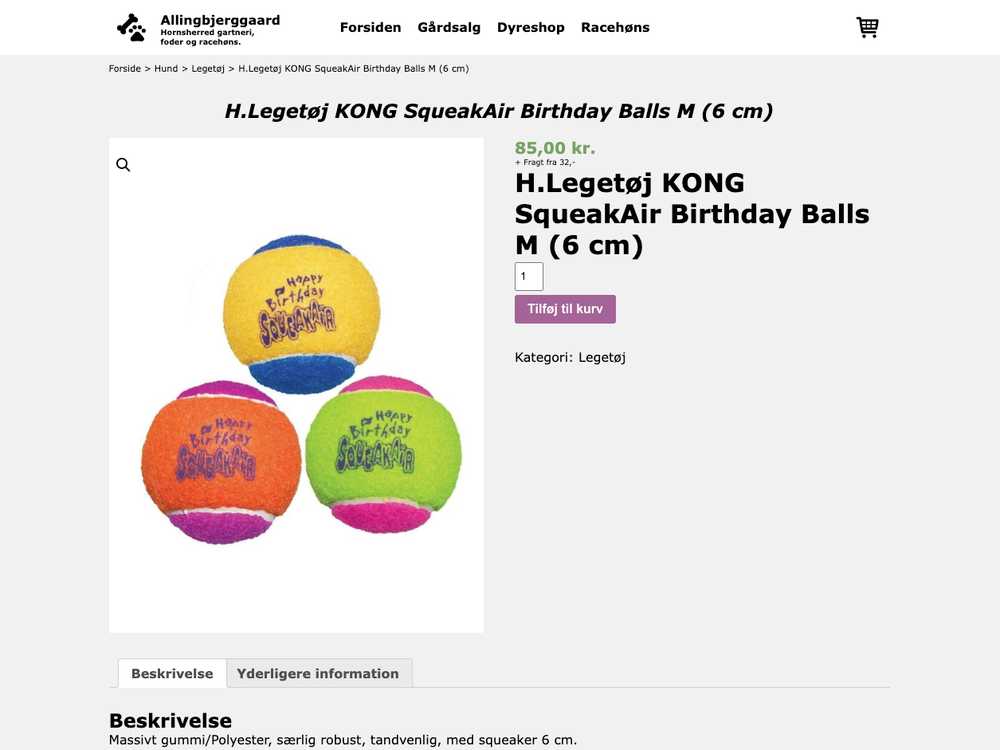 Allingbjerggaard
Hornsherred gartneri,
foder og racehøns.
Forsiden Gårdsalg Dyreshop Racehøns
Forside > Hund > Legetøj > H.Legetøj KONG SqueakAir Birthday Balls M (6 cm)
H.Legetøj KONG SqueakAir Birthday Balls M (6 cm)
85,00 kr.
+ Fragt fra 32,-
H.Legetøj KONG
SqueakAir Birthday Balls
M (6 cm)
1
Tilføj til kurv
Kategori: Legetøj
Happy
Birthday
SQUEAKAIR
Happy
Birthday
SQUEAKAIR
Happy
Birthday
SQUEAKAIR
Beskrivelse Yderligere information
Beskrivelse
Massivt gummi/Polyester, særlig robust, tandvenlig, med squeaker 6 cm.